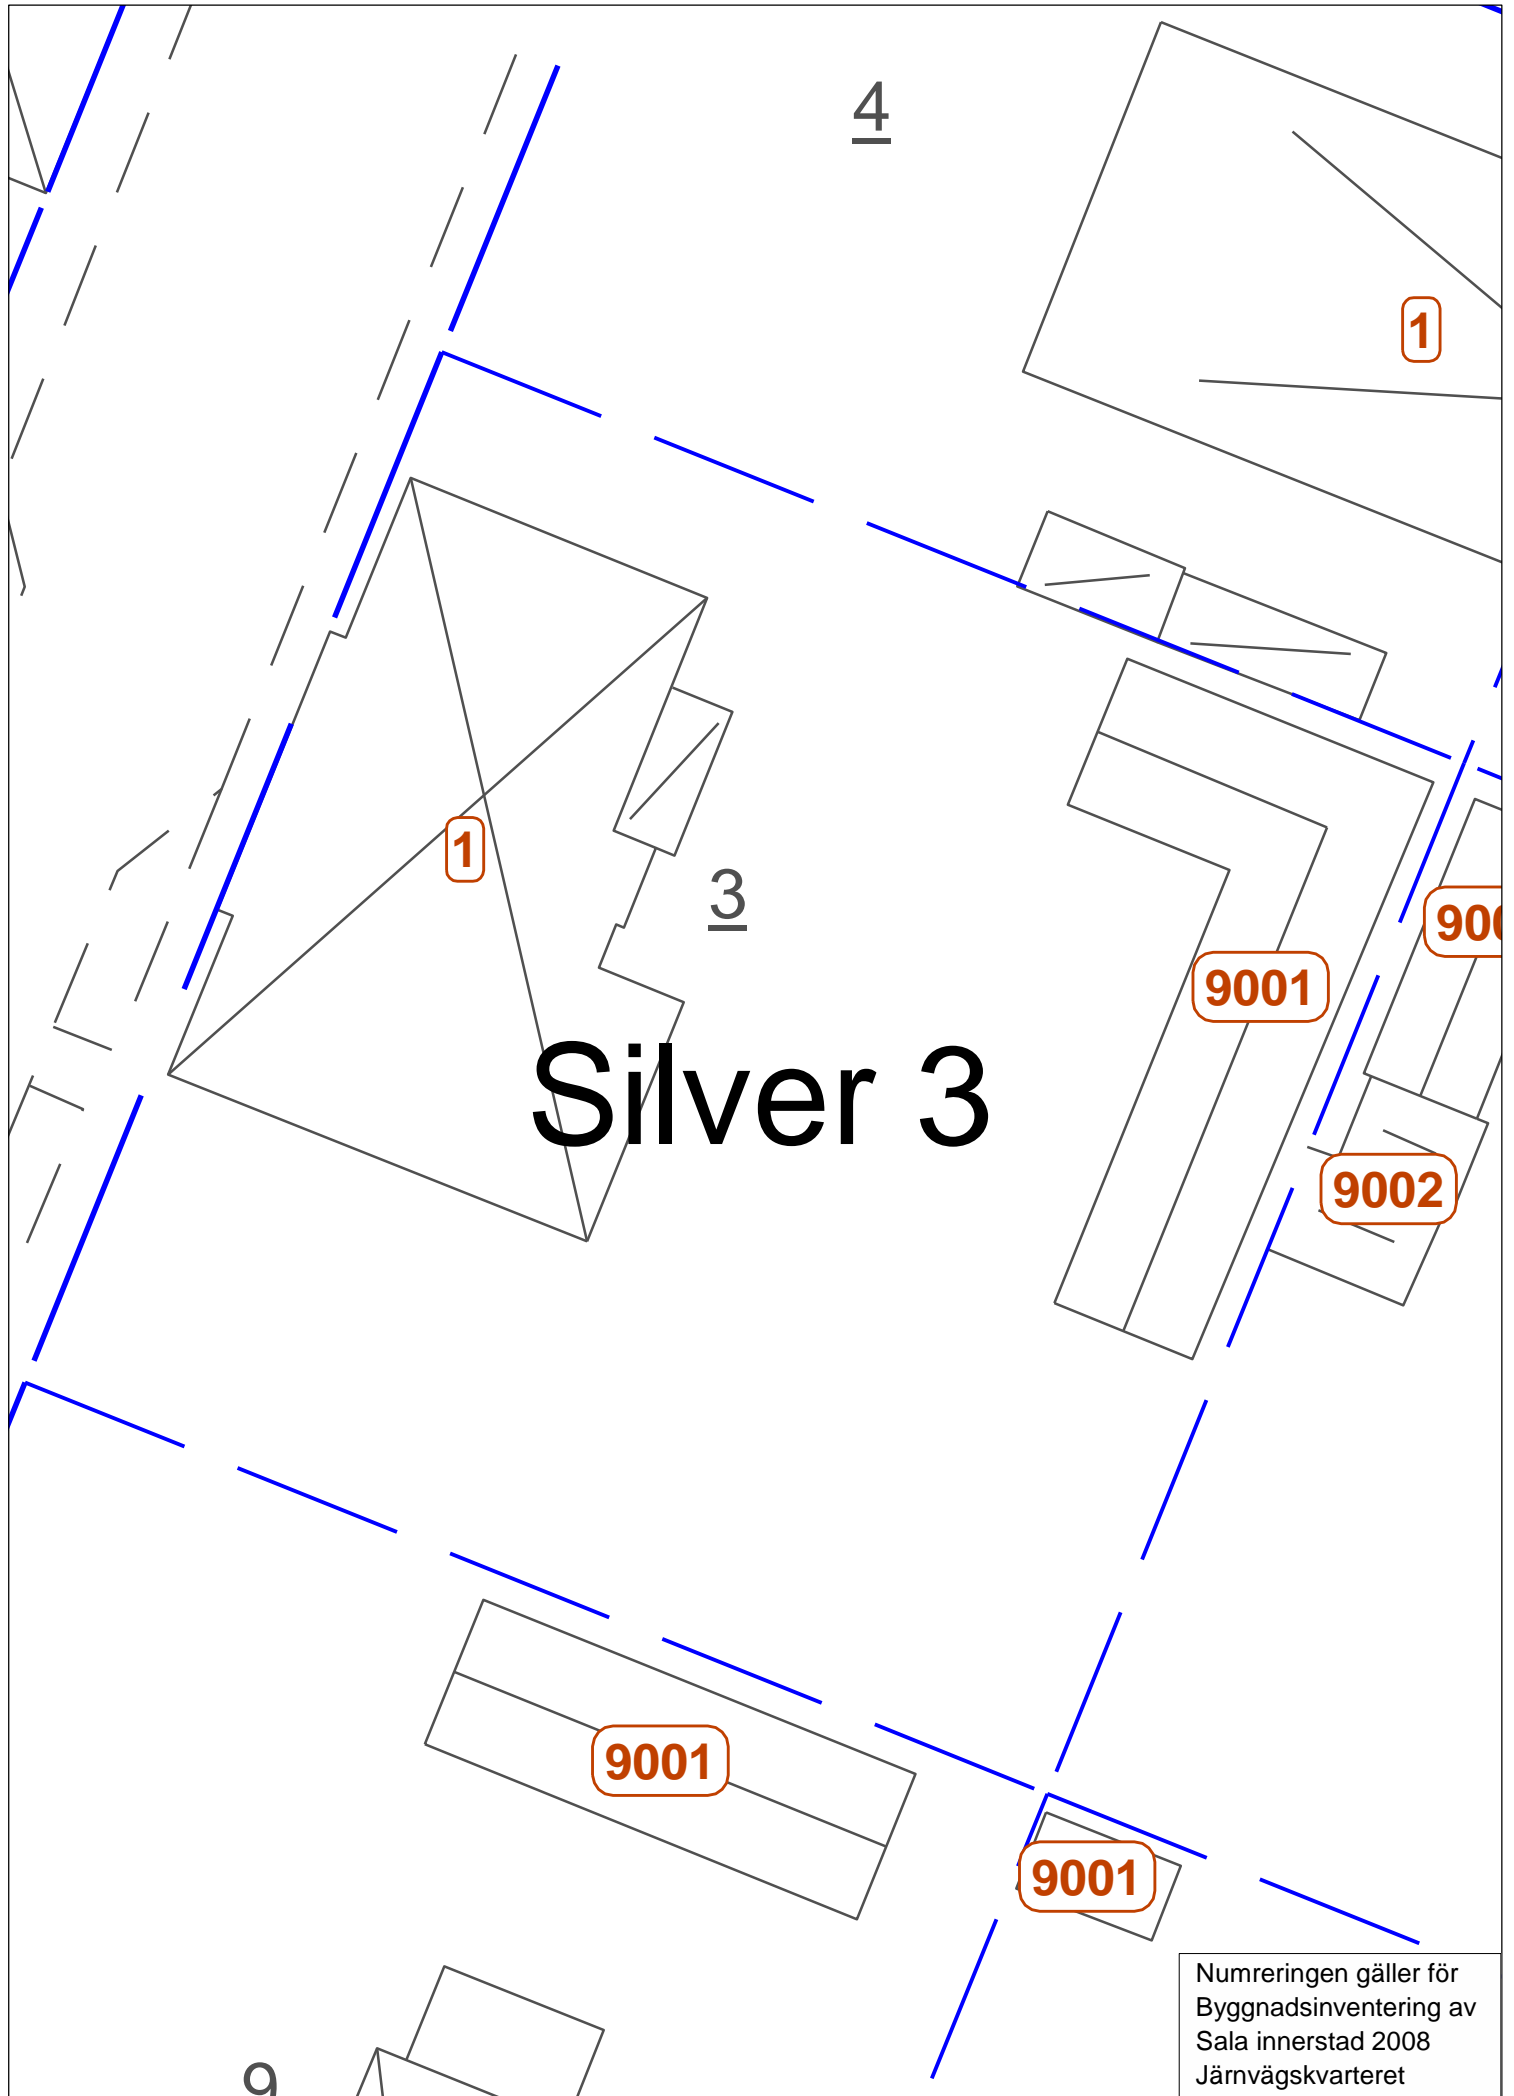 4
1
1
3
9001
Silver 3
9002
9001
9001
9
Numreringen gäller för
Byggnadsinventering av
Sala innerstad 2008
Järnvägskvarteret